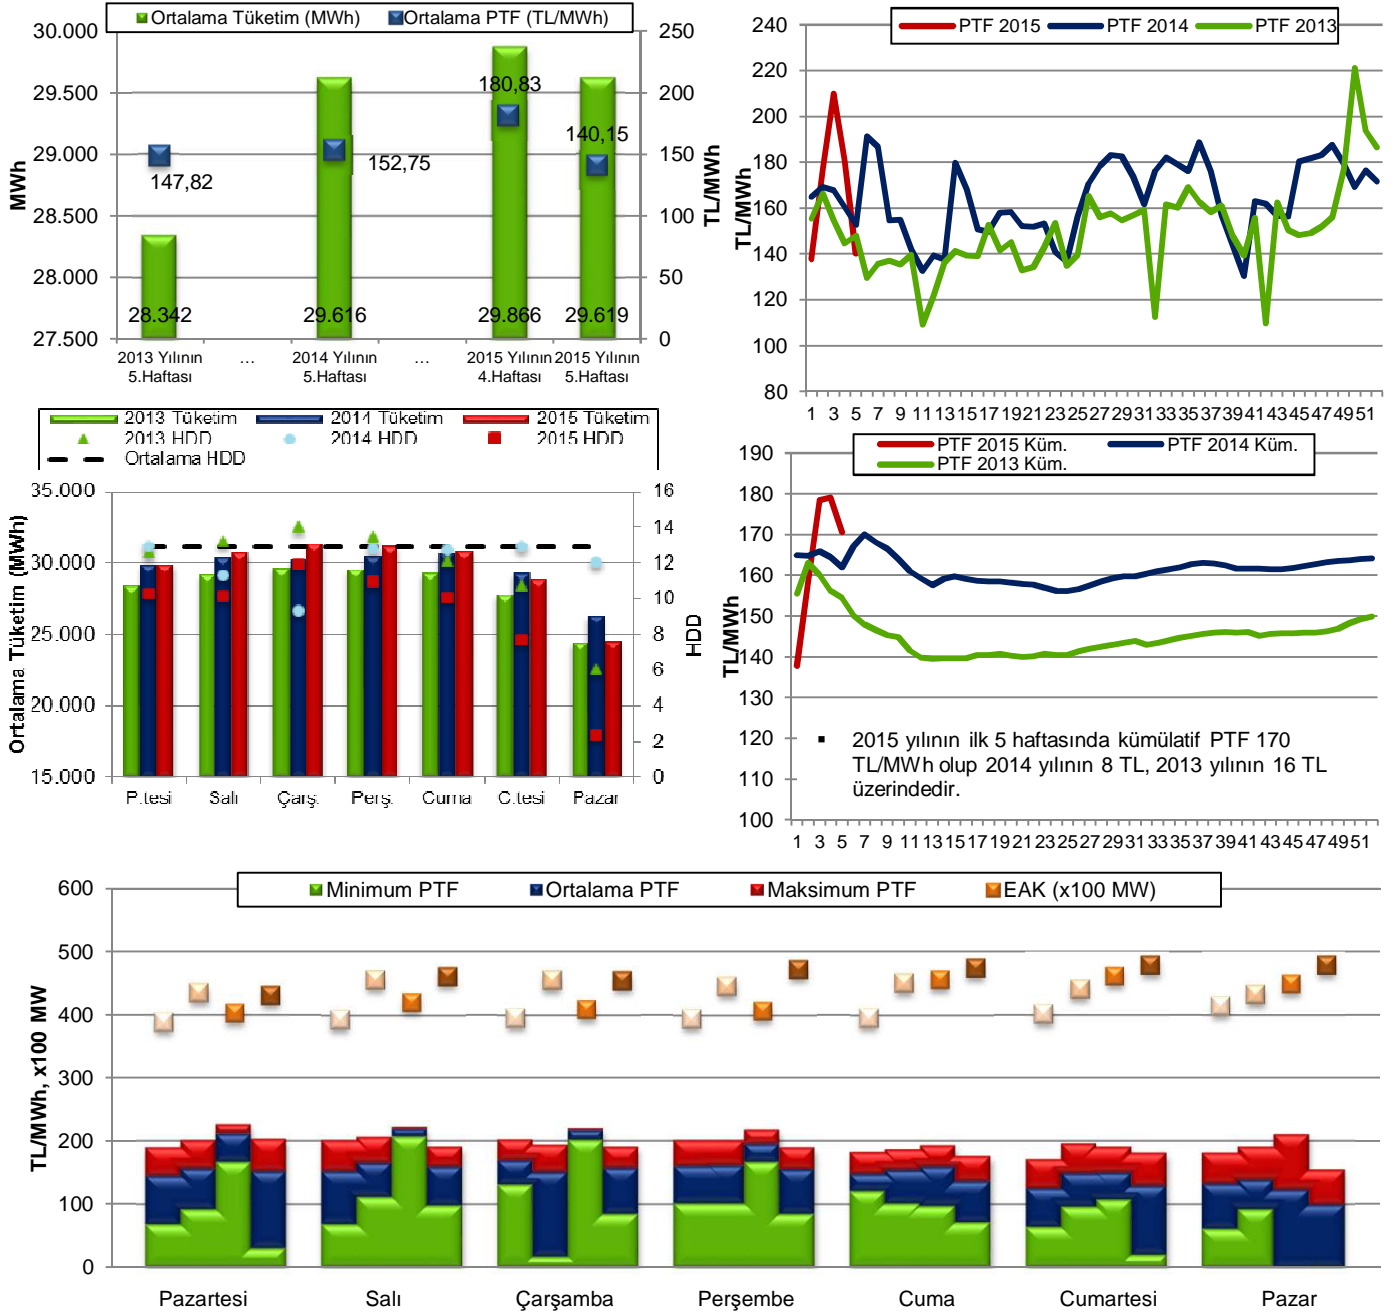 Ortalama Tüketim (MWh) Ortalama PTF (TL/MWh)
30.000
29.500
29.000
28.500
28.000
27.500
MWh
250
200
150
100
50
0
TL/MWh
147,82
152,75
180,83
140,15
28.342
29.616
29.866
29.619
2013 Yılının
5.Haftası
...
2014 Yılının
5.Haftası
...
2015 Yılının
4.Haftası
2015 Yılının
5.Haftası
PTF 2015 PTF 2014 PTF 2013
240
220
200
180
160
140
120
100
80
TL/MWh
1 3 5 7 9 11 13 15 17 19 21 23 25 27 29 31 33 35 37 39 41 43 45 47 49 51
2013 Tüketim 2014 Tüketim 2015 Tüketim
2013 HDD 2014 HDD 2015 HDD
Ortalama HDD
35.000
30.000
25.000
20.000
15.000
Ortalama Tüketim (MWh)
16
14
12
10
8
6
4
2
0
HDD
P.tesi Salı Çarş. Perş. Cuma C.tesi Pazar
PTF 2015 Küm. PTF 2014 Küm.
PTF 2013 Küm.
190
180
170
160
150
140
130
120
110
100
TL/MWh
▪ 2015 yılının ilk 5 haftasında kümülatif PTF 170
TL/MWh olup 2014 yılının 8 TL, 2013 yılının 16 TL
üzerindedir.
1 3 5 7 9 11 13 15 17 19 21 23 25 27 29 31 33 35 37 39 41 43 45 47 49 51
Minimum PTF Ortalama PTF Maksimum PTF EAK (x100 MW)
600
500
400
300
200
100
0
TL/MWh, x100 MW
Pazartesi Salı Çarşamba Perşembe Cuma Cumartesi Pazar